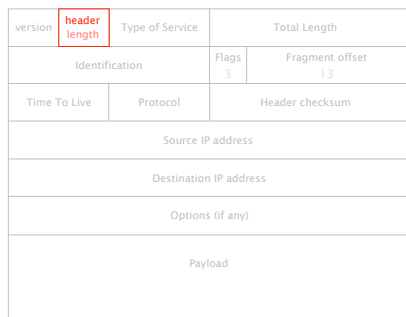 version header length Type of Service Total Length
Identification Flags 3 Fragment offset 13
Time To Live Protocol Header checksum
Source IP address
Destination IP address
Options (if any)
Payload